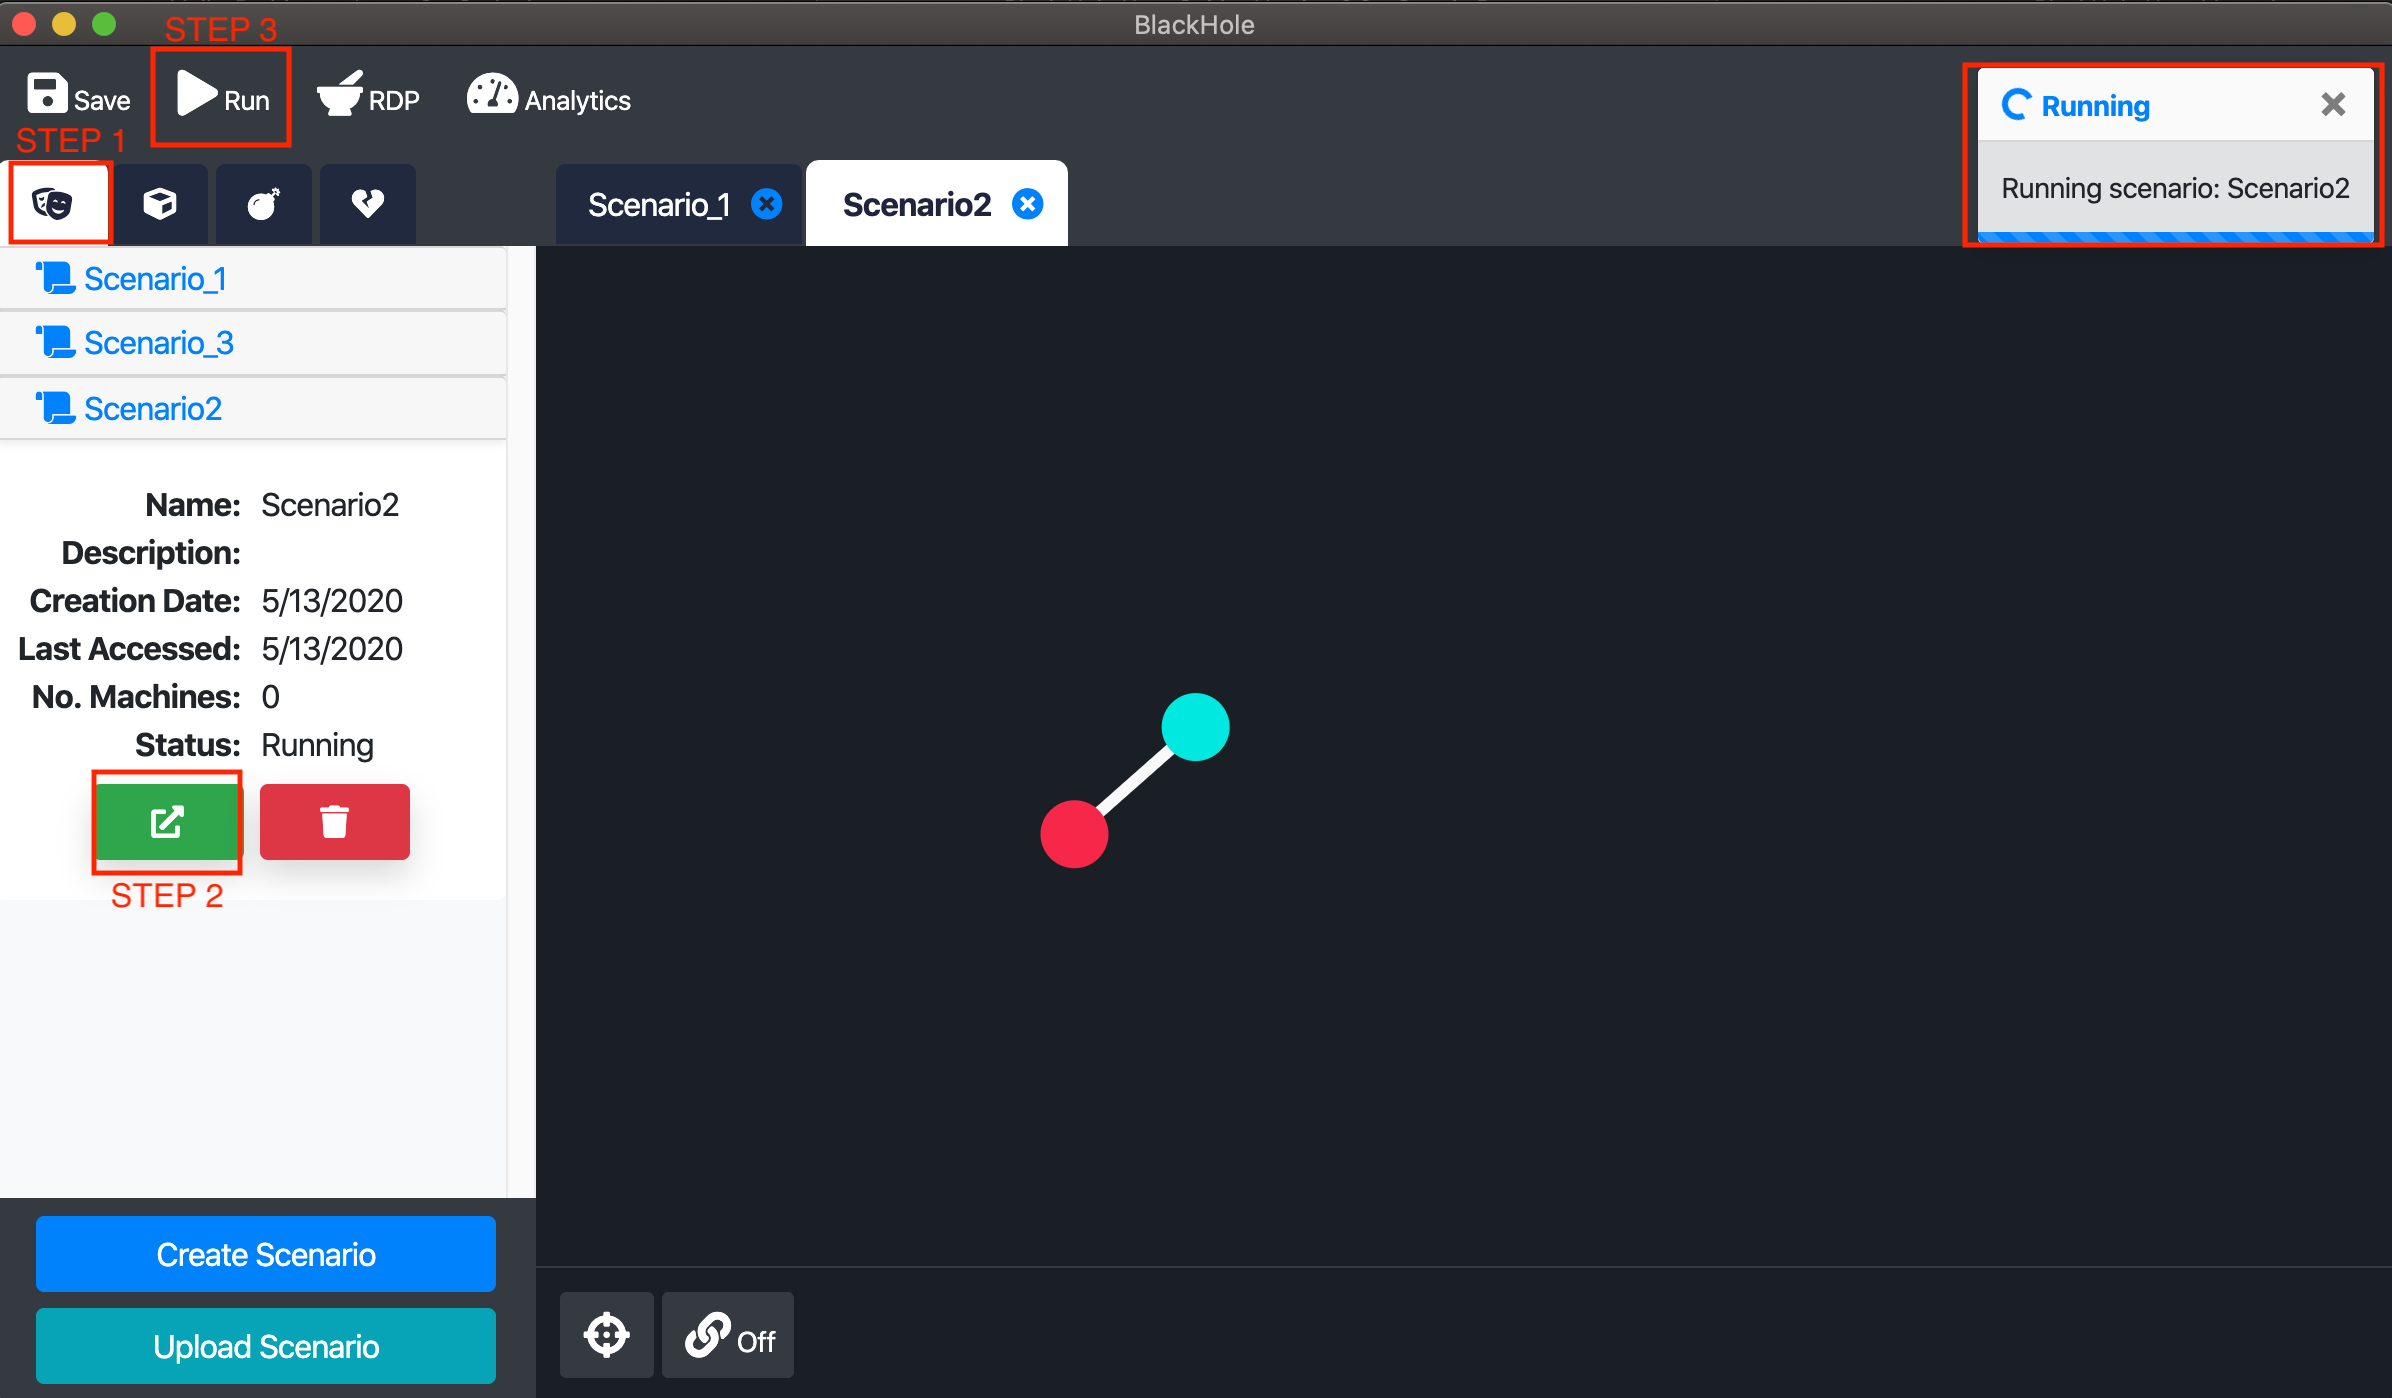 BlackHole
STEP 3
Save
Run
RDP
Analytics
STEP 1
Running
Running scenario: Scenario2
Scenario_1
Scenario2
Scenario_1
Scenario_3
Scenario2
Name: Scenario2
Description:
Creation Date: 5/13/2020
Last Accessed: 5/13/2020
No. Machines: 0
Status: Running
STEP 2
Create Scenario
Upload Scenario
Off